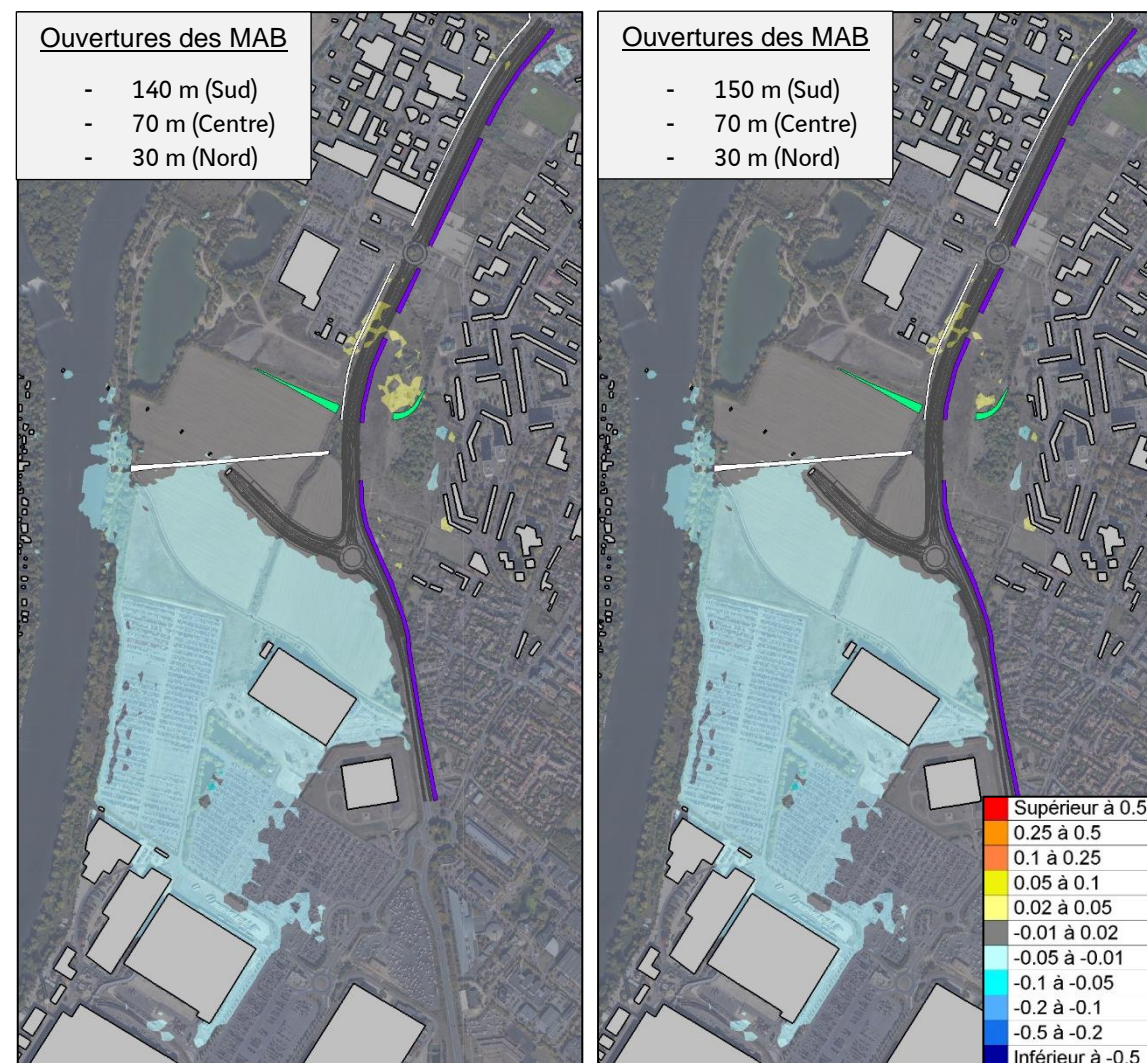 Ouvertures des MAB
- 140 m (Sud)
- 70 m (Centre)
- 30 m (Nord)
Ouvertures des MAB
- 150 m (Sud)
- 70 m (Centre)
- 30 m (Nord)
Supérieur à 0.5
0.25 à 0.5
0.1 à 0.25
0.05 à 0.1
0.02 à 0.05
-0.01 à 0.02
-0.05 à -0.01
-0.1 à -0.05
-0.2 à -0.1
-0.5 à -0.2
Inférieur à -0.5